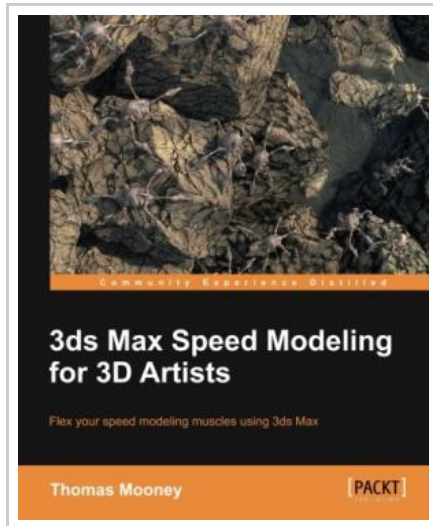 Community Experience Distilled
3ds Max Speed Modeling
for 3D Artists
Flex your speed modeling muscles using 3ds Max
Thomas Mooney
[PACKT]